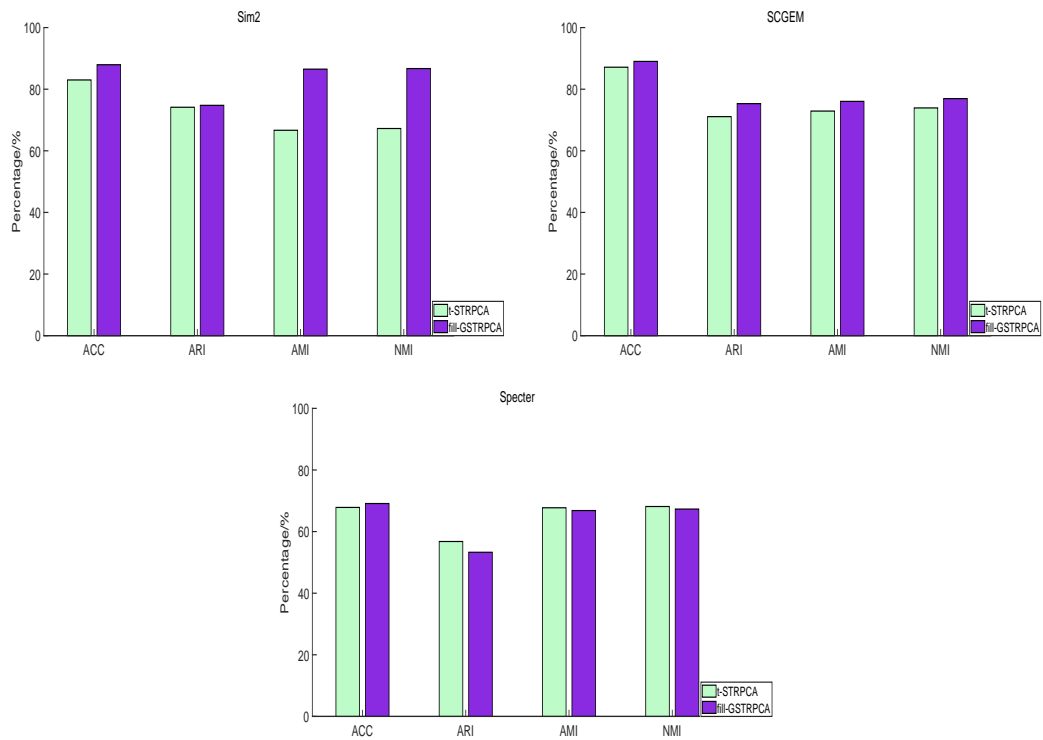 Sim2
100
80
60
40
20
0
Percentage/%
ACC ARI AMI NMI
t-STRPCA
fill-GSTRPCA
SCGEM
100
80
60
40
20
0
Percentage/%
ACC ARI AMI NMI
t-STRPCA
fill-GSTRPCA
Specter
100
80
60
40
20
0
Percentage/%
ACC ARI AMI NMI
t-STRPCA
fill-GSTRPCA